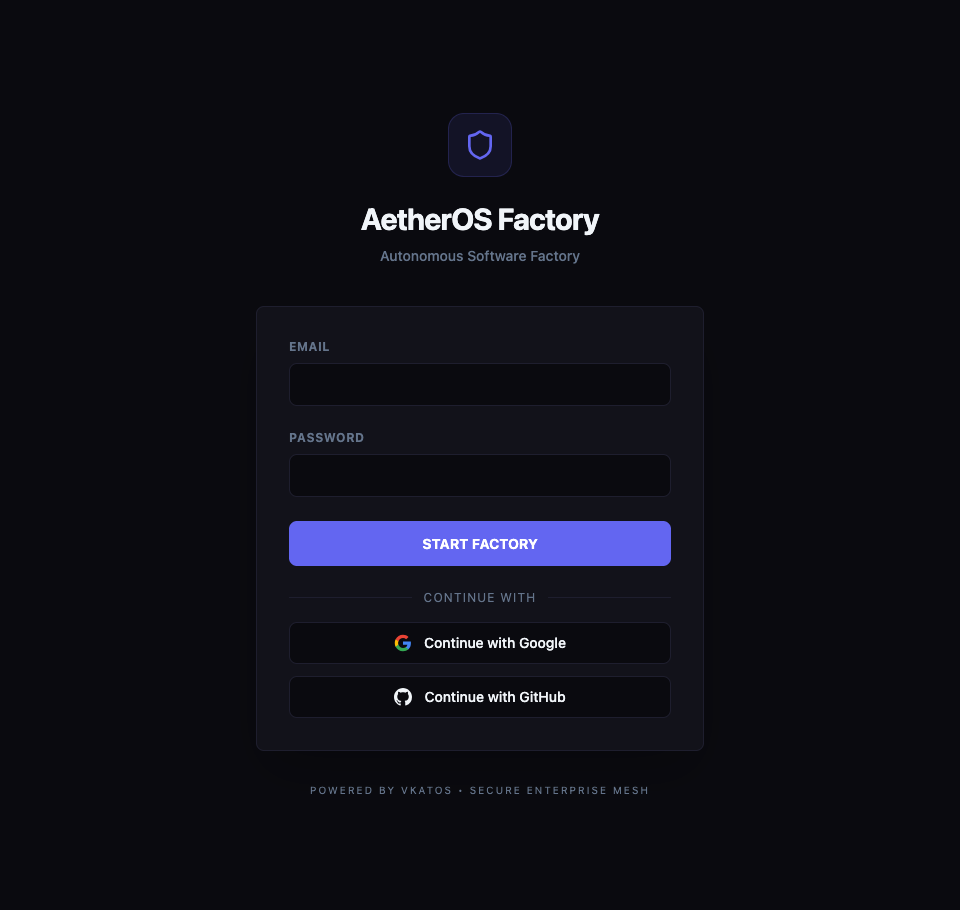 AetherOS Factory
Autonomous Software Factory
EMAIL
PASSWORD
START FACTORY
CONTINUE WITH
Continue with Google
Continue with GitHub
POWERED BY VKATOS • SECURE ENTERPRISE MESH